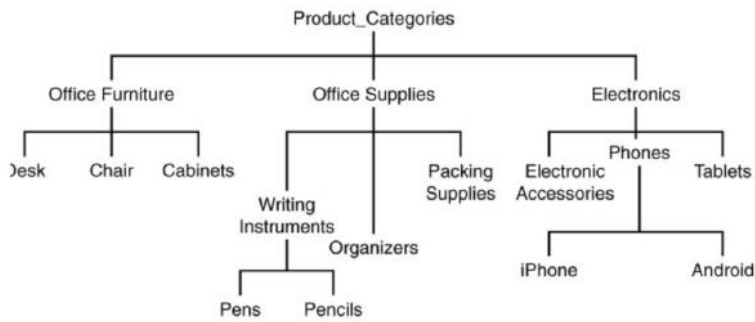 Product_Categories
Office Furniture
Office Supplies
Electronics
Desk
Chair
Cabinets
Packing
Supplies
Electronic
Accessories
Phones
Tablets
Writing
Instruments
Organizers
iPhone
Android
Pens
Pencils